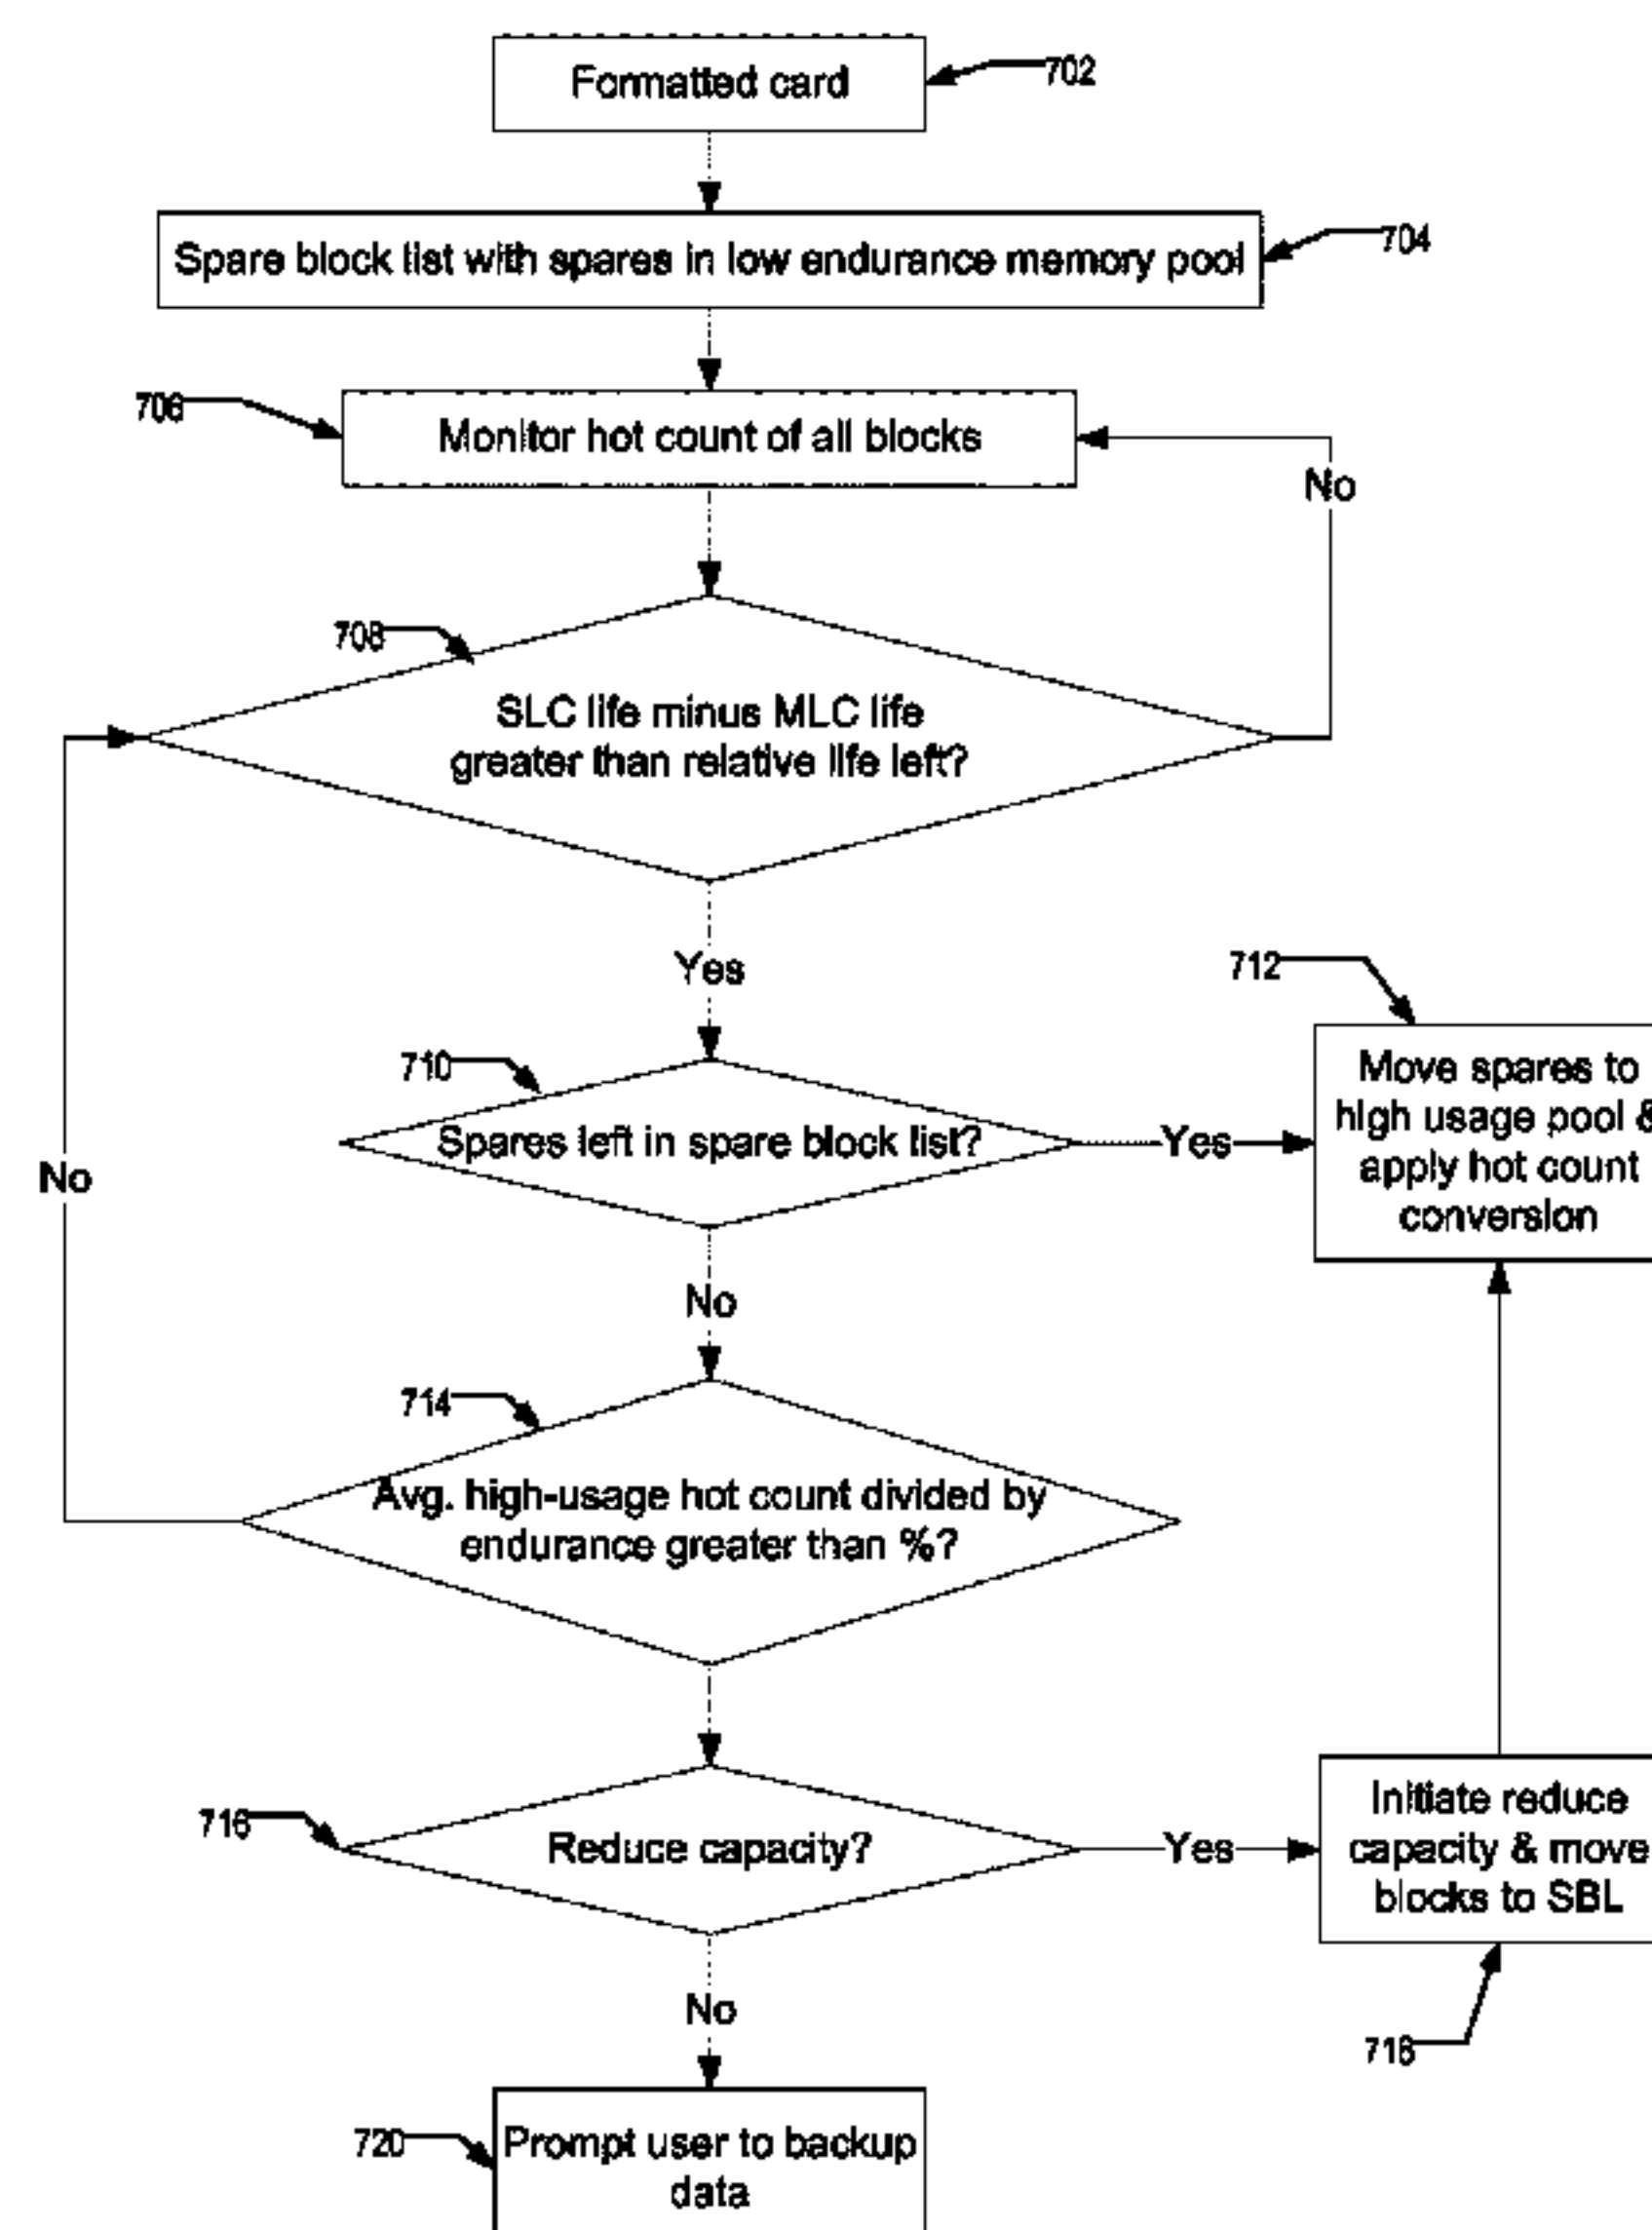 Formatted card
702
Spare block list with spares in low endurance memory pool
704
706
Monitor hot count of all blocks
No
708
SLC life minus MLC life
greater than relative life left?
Yes
712
710
Spares left in spare block list?
Yes
Move spares to
high usage pool &
apply hot count
conversion
No
No
714
Avg. high-usage hot count divided by
endurance greater than %?
716
Reduce capacity?
Yes
Initiate reduce
capacity & move
blocks to SBL
No
718
720
Prompt user to backup
data